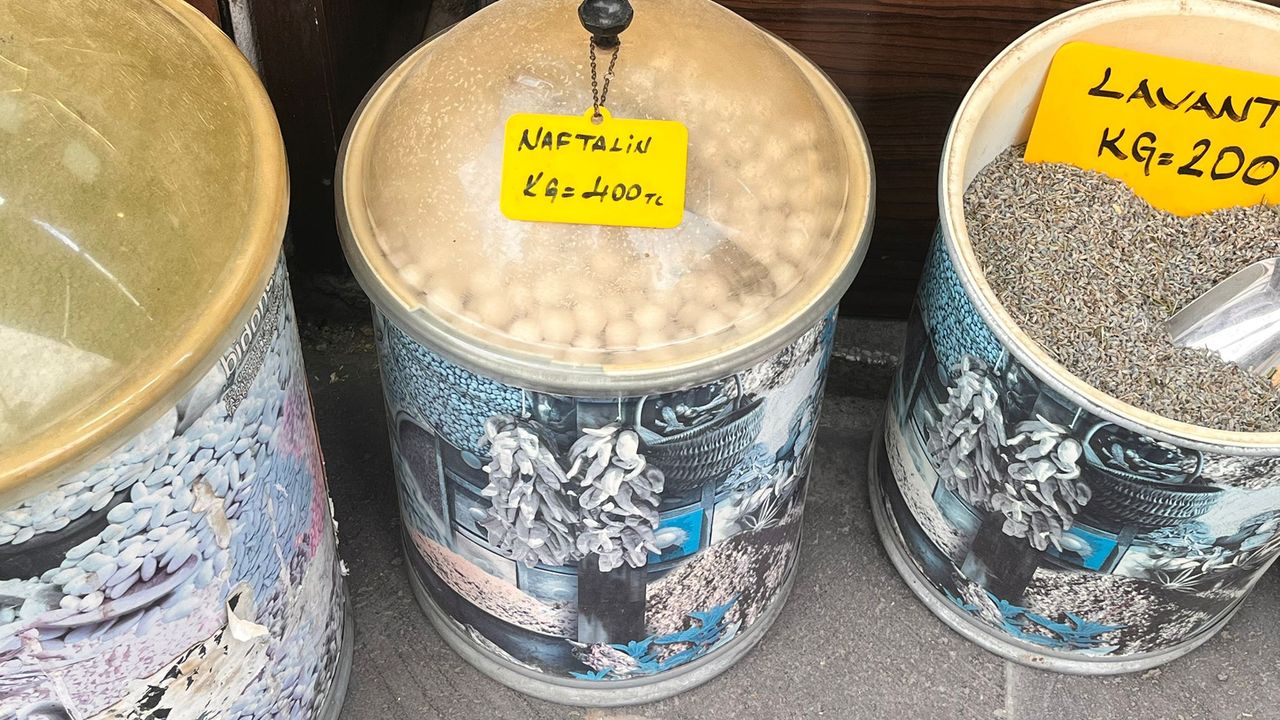 NAFTALiN
KG=400TL
LAVANT
KG=200
bidon